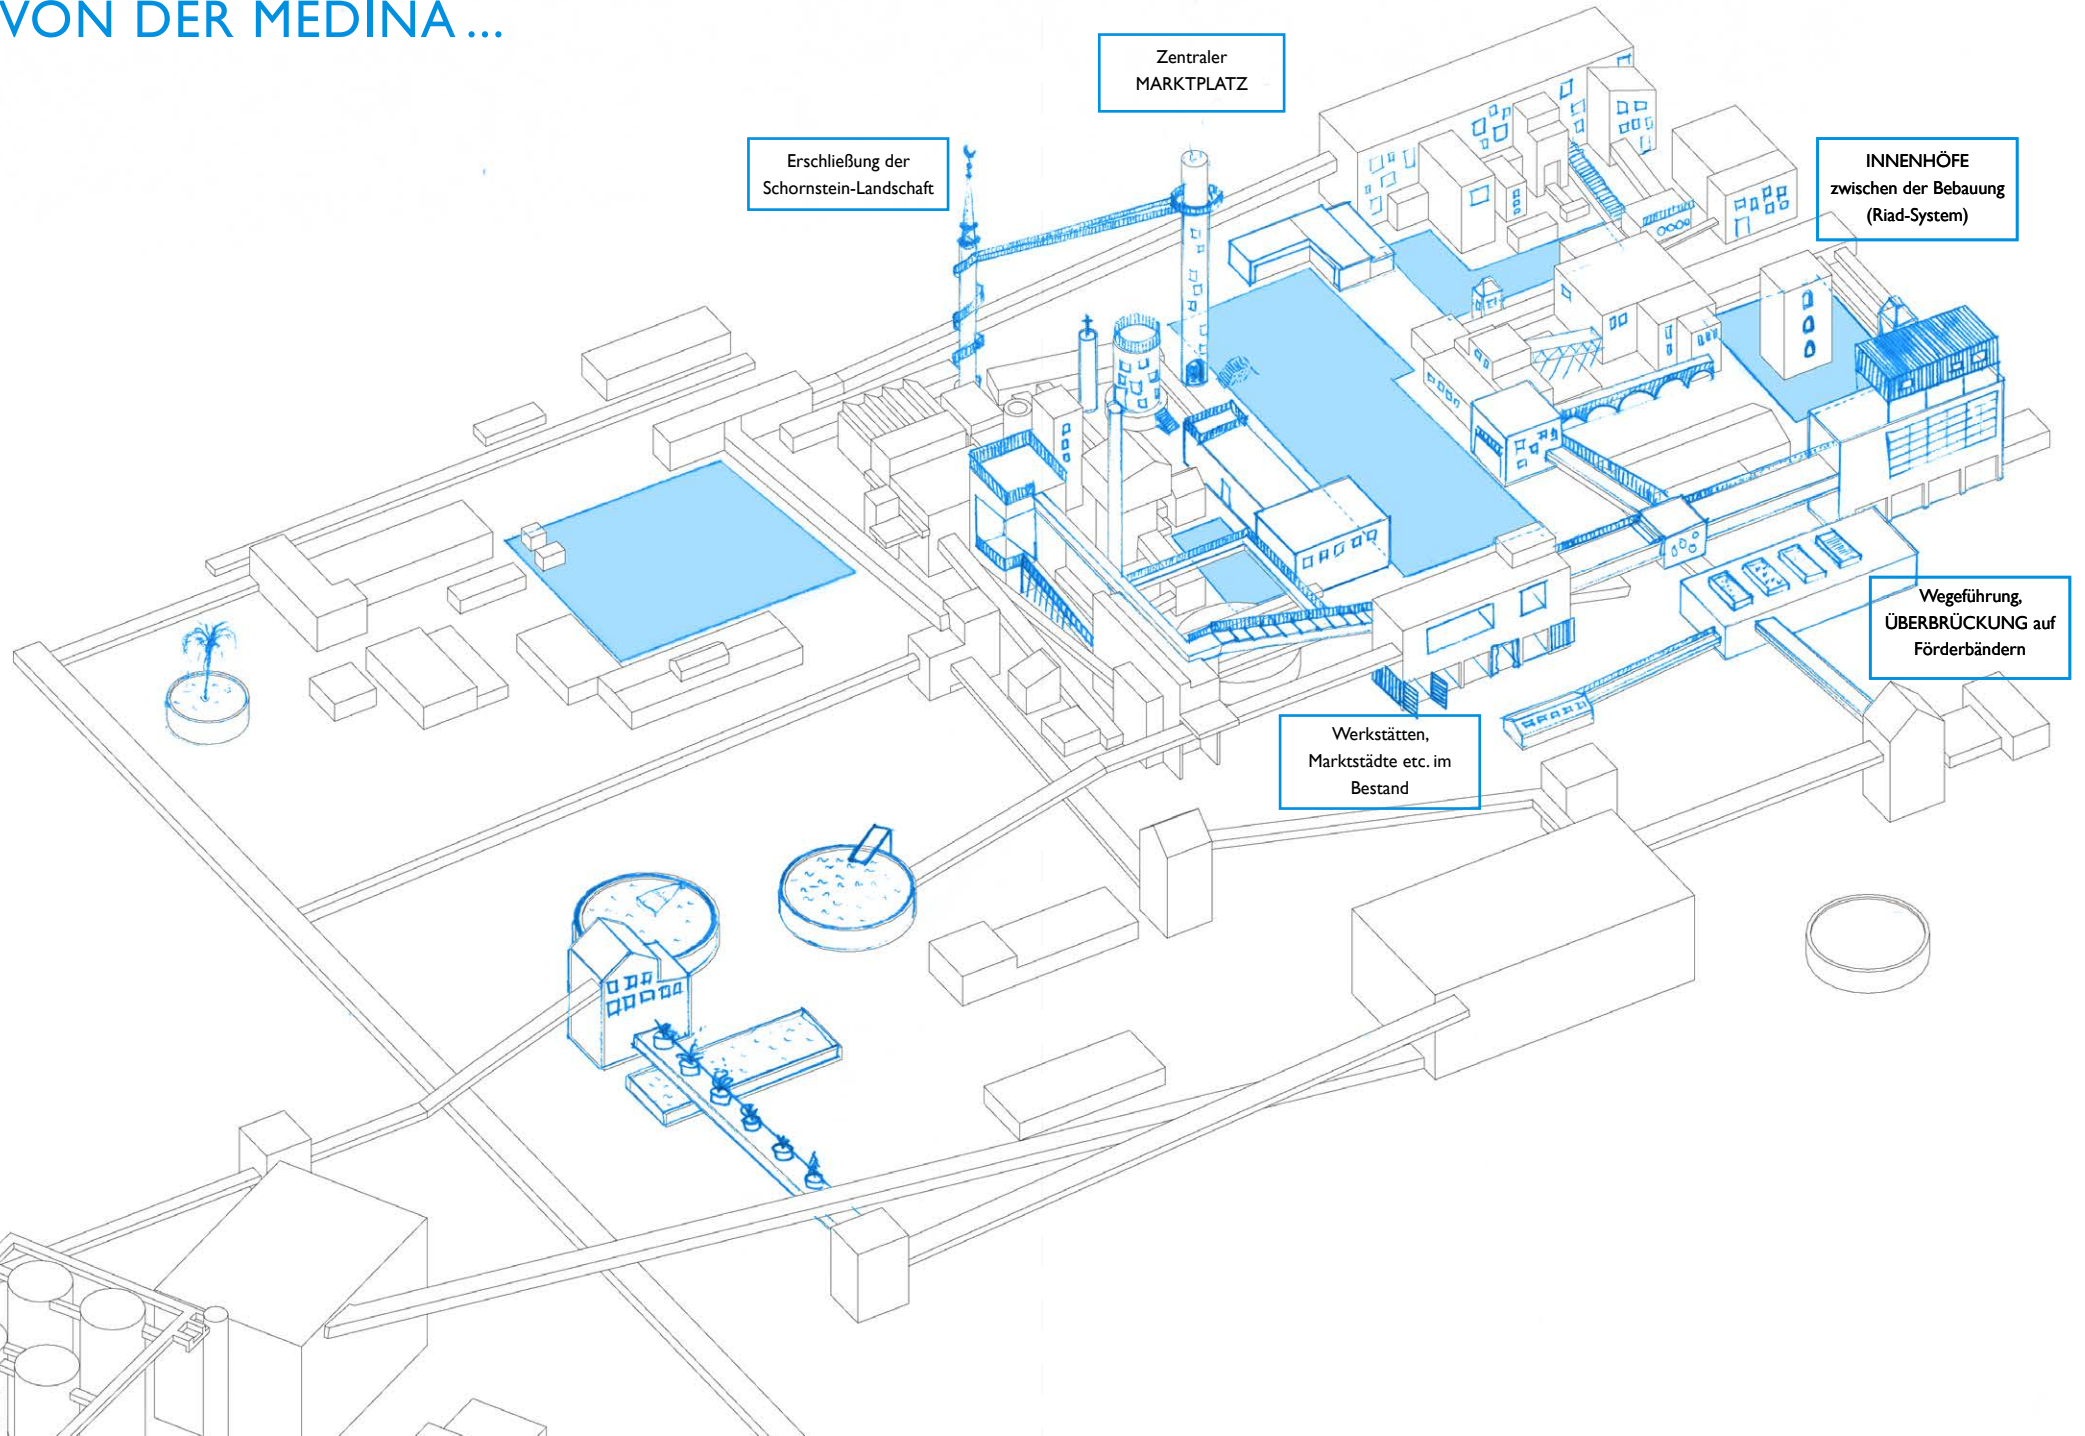 VON DER MEDINA ...
Zentraler
MARKTPLATZ
Erschließung der
Schornstein-Landschaft
INNENHÖFE
zwischen der Bebauung
(Riad-System)
Wegeführung,
ÜBERBRÜCKUNG auf
Förderbändern
Werkstätten,
Marktstädte etc. im
Bestand